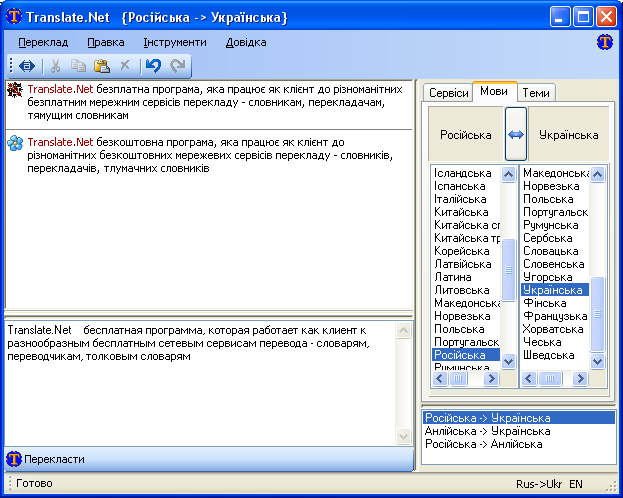 Translate.Net {Російська -> Українська}
Переклад Правка Інструменти Довідка
Translate.Net безплатна програма, яка працює як клієнт до різноманітних
безплатним мережним сервісів перекладу - словникам, перекладачам,
тямущим словникам
Translate.Net безкоштовна програма, яка працює як клієнт до
різноманітних безкоштовних мережевих сервісів перекладу - словників,
перекладачів, тлумачних словників
Translate.Net бесплатная программа, которая работает как клиент к
разнообразным бесплатным сетевым сервисам перевода - словарям,
переводчикам, толковым словарям
Перекласти
Сервіси Мови Теми
Російська Українська
Ісландська
Іспанська
Італійська
Китайська
Китайська сп
Китайська тр
Корейська
Латвійська
Латина
Литовська
Македонська
Норвезька
Польська
Португальск
Російська
Румунська
Македонська
Норвезька
Польська
Португальск
Румунська
Сербська
Словацька
Словенська
Угорська
Українська
Фінська
Французька
Хорватська
Чеська
Шведська
Російська -> Українська
Анлійська -> Українська
Російська -> Анлійська
Готово Rus->Ukr EN